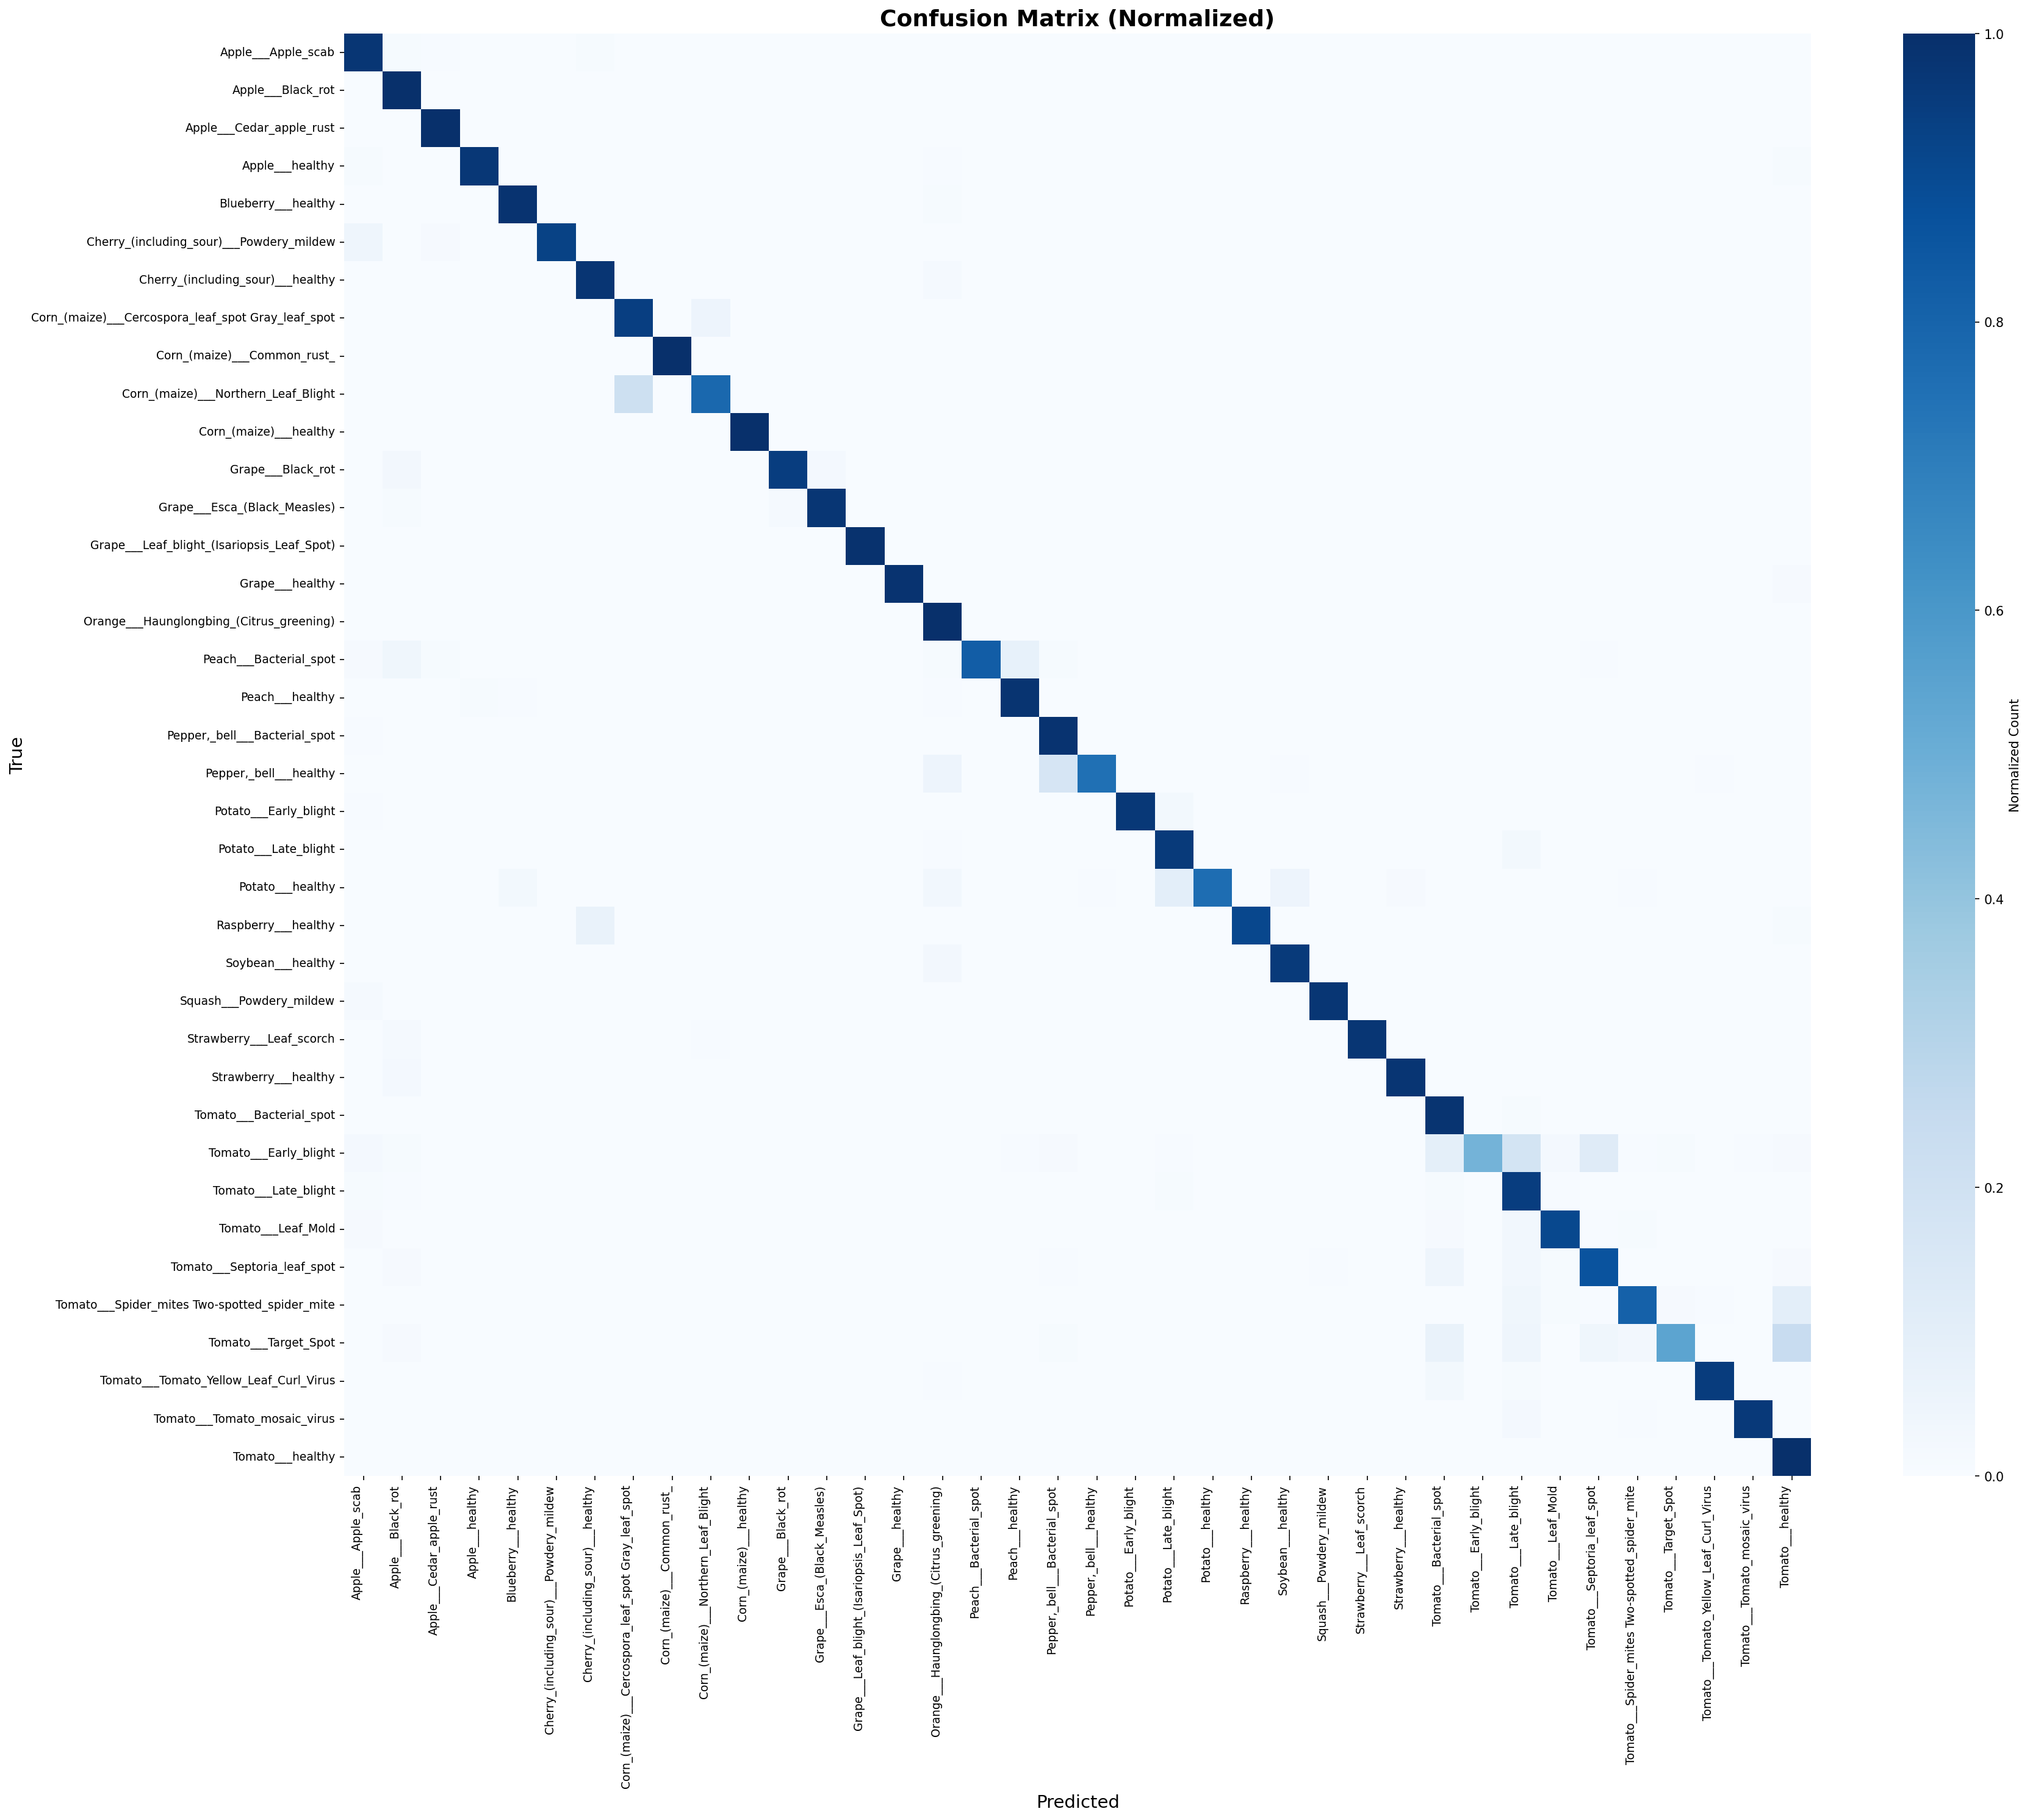 Confusion Matrix (Normalized)
True
Apple___Apple_scab
Apple___Black_rot
Apple___Cedar_apple_rust
Apple___healthy
Blueberry___healthy
Cherry_(including_sour)___Powdery_mildew
Cherry_(including_sour)___healthy
Corn_(maize)___Cercospora_leaf_spot Gray_leaf_spot
Corn_(maize)___Common_rust_
Corn_(maize)___Northern_Leaf_Blight
Corn_(maize)___healthy
Grape___Black_rot
Grape___Esca_(Black_Measles)
Grape___Leaf_blight_(Isariopsis_Leaf_Spot)
Grape___healthy
Orange___Haunglongbing_(Citrus_greening)
Peach___Bacterial_spot
Peach___healthy
Pepper,_bell___Bacterial_spot
Pepper,_bell___healthy
Potato___Early_blight
Potato___Late_blight
Potato___healthy
Raspberry___healthy
Soybean___healthy
Squash___Powdery_mildew
Strawberry___Leaf_scorch
Strawberry___healthy
Tomato___Bacterial_spot
Tomato___Early_blight
Tomato___Late_blight
Tomato___Leaf_Mold
Tomato___Septoria_leaf_spot
Tomato___Spider_mites Two-spotted_spider_mite
Tomato___Target_Spot
Tomato___Tomato_Yellow_Leaf_Curl_Virus
Tomato___Tomato_mosaic_virus
Tomato___healthy
Apple___Apple_scab
Apple___Black_rot
Apple___Cedar_apple_rust
Apple___healthy
Blueberry___healthy
Cherry_(including_sour)___Powdery_mildew
Cherry_(including_sour)___healthy
Corn_(maize)___Cercospora_leaf_spot Gray_leaf_spot
Corn_(maize)___Common_rust_
Corn_(maize)___Northern_Leaf_Blight
Corn_(maize)___healthy
Grape___Black_rot
Grape___Esca_(Black_Measles)
Grape___Leaf_blight_(Isariopsis_Leaf_Spot)
Grape___healthy
Orange___Haunglongbing_(Citrus_greening)
Peach___Bacterial_spot
Peach___healthy
Pepper,_bell___Bacterial_spot
Pepper,_bell___healthy
Potato___Early_blight
Potato___Late_blight
Potato___healthy
Raspberry___healthy
Soybean___healthy
Squash___Powdery_mildew
Strawberry___Leaf_scorch
Strawberry___healthy
Tomato___Bacterial_spot
Tomato___Early_blight
Tomato___Late_blight
Tomato___Leaf_Mold
Tomato___Septoria_leaf_spot
Tomato___Spider_mites Two-spotted_spider_mite
Tomato___Target_Spot
Tomato___Tomato_Yellow_Leaf_Curl_Virus
Tomato___Tomato_mosaic_virus
Tomato___healthy
Predicted
1.0
0.8
0.6
0.4
0.2
0.0
Normalized Count